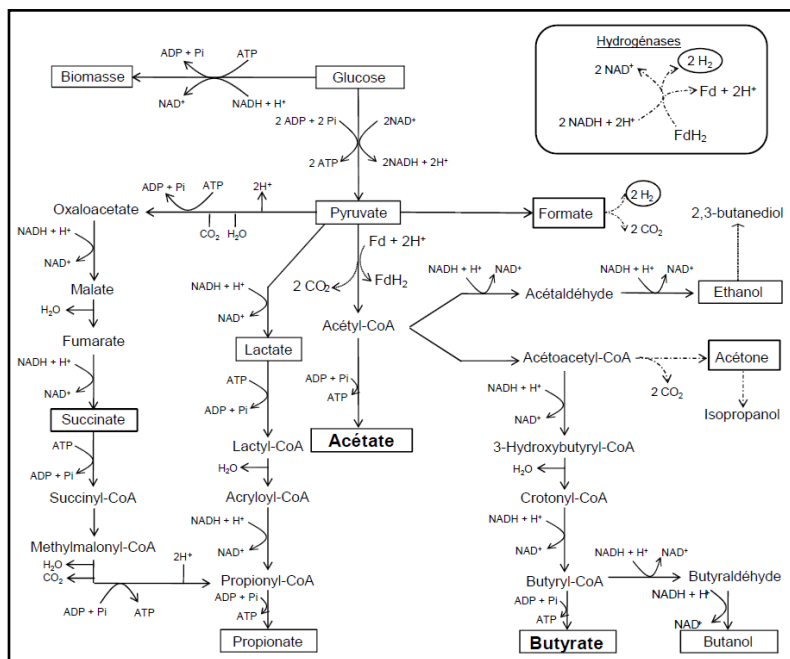 Hydrogénases
2 NAD⁺
2 H₂
Fd + 2H⁺
2 NADH + 2H⁺
FdH₂
ADP + Pi
ATP
Biomasse
Glucose
NAD⁺
NADH + H⁺
2 ADP + 2 Pi
2NAD⁺
2 ATP
2NADH + 2H⁺
ADP + Pi
ATP
2H⁺
Oxaloacetate
CO₂
H₂O
Pyruvate
Formate
2 H₂
2 CO₂
2,3-butanediol
NADH + H⁺
NAD⁺
Malate
H₂O
Fumarate
NADH + H⁺
NAD⁺
Succinate
ATP
ADP + Pi
Succinyl-CoA
Methylmalonyl-CoA
H₂O
CO₂
2H⁺
ADP + Pi
ATP
NADH + H⁺
NAD⁺
Lactate
ATP
ADP + Pi
Lactyl-CoA
H₂O
Acryloyl-CoA
NADH + H⁺
NAD⁺
Propionyl-CoA
ADP + Pi
ATP
Propionate
Fd + 2H⁺
2 CO₂
FdH₂
Acétyl-CoA
ADP + Pi
ATP
Acétate
NADH + H⁺
NAD⁺
Acétaldéhyde
NADH + H⁺
NAD⁺
Ethanol
Acétoacetyl-CoA
2 CO₂
Acétone
Isopropanol
NADH + H⁺
NAD⁺
3-Hydroxybutyryl-CoA
H₂O
Crotonyl-CoA
NADH + H⁺
NAD⁺
Butyryl-CoA
NADH + H⁺
NAD⁺
Butyraldéhyde
ADP + Pi
ATP
NADH + H⁺
NAD⁺
Butyrate
Butanol